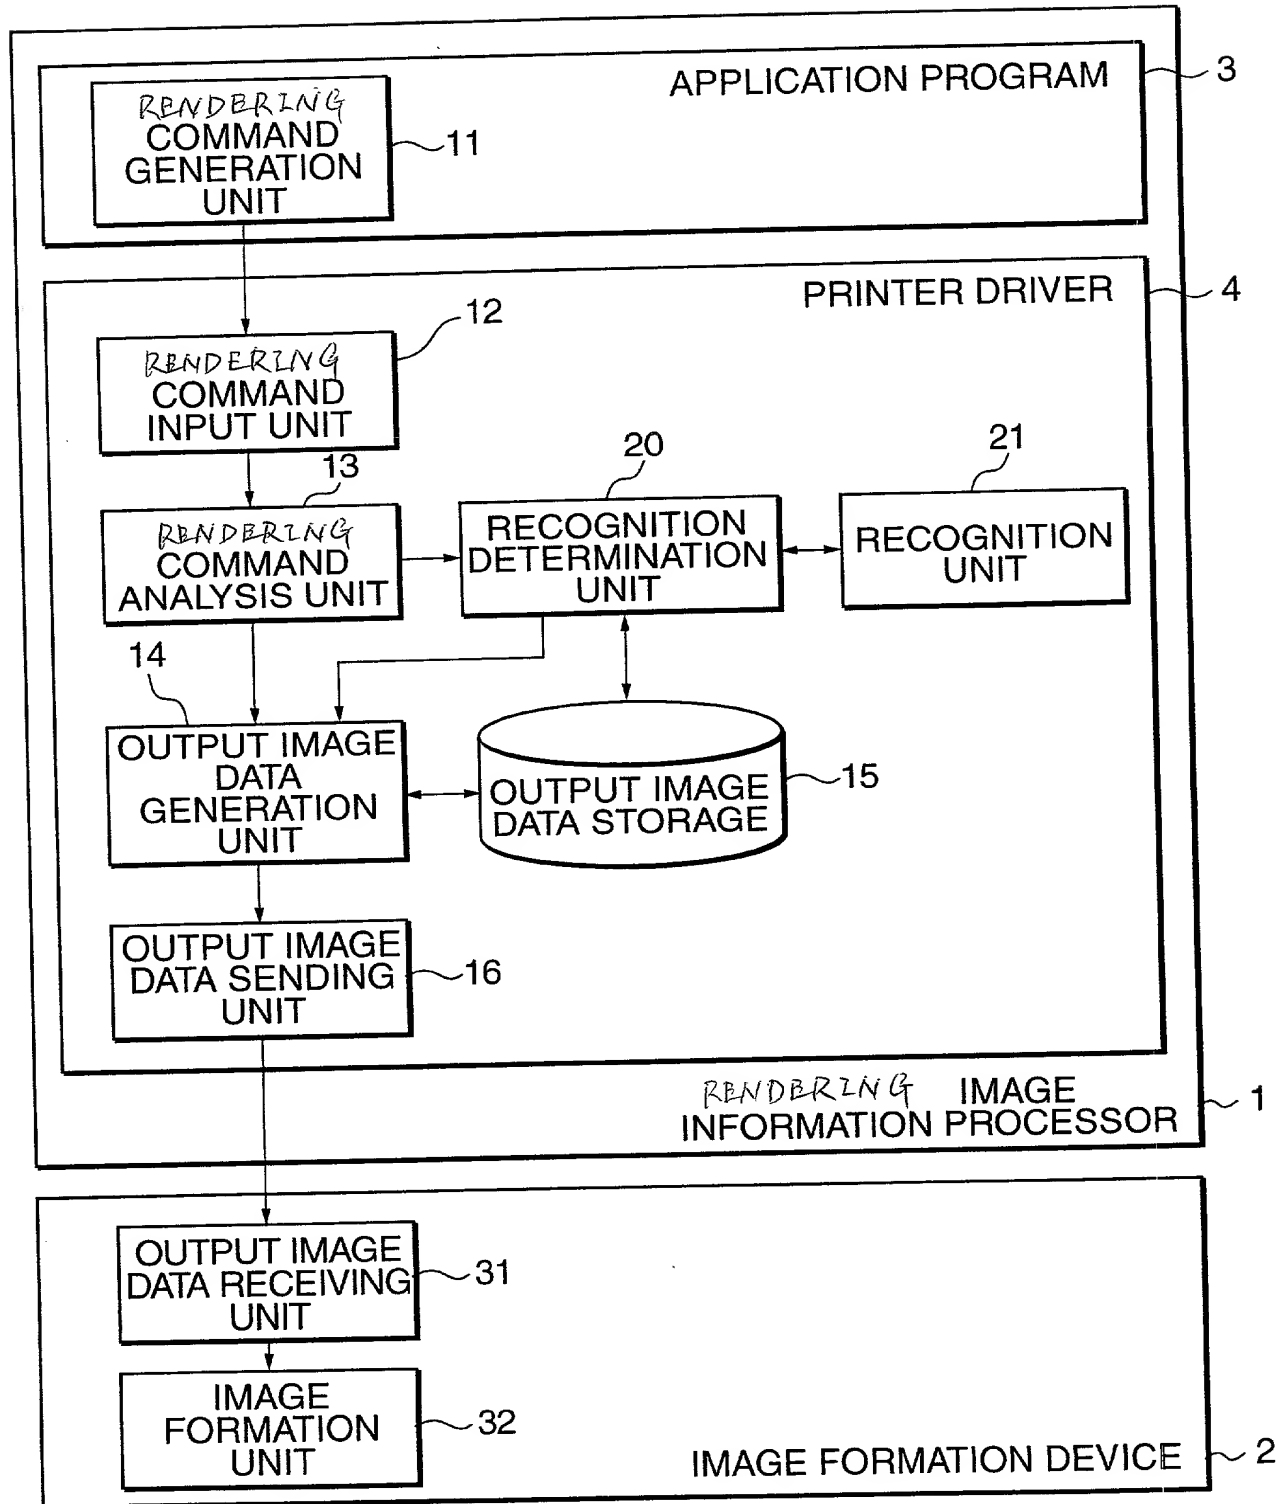 APPLICATION PROGRAM
3
RENDERING
COMMAND
GENERATION
UNIT
11
PRINTER DRIVER
4
12
RENDERING
COMMAND
INPUT UNIT
13
RENDERING
COMMAND
ANALYSIS UNIT
20
RECOGNITION
DETERMINATION
UNIT
21
RECOGNITION
UNIT
14
OUTPUT IMAGE
DATA
GENERATION
UNIT
OUTPUT IMAGE
DATA STORAGE
15
OUTPUT IMAGE
DATA SENDING
UNIT
16
RENDERING IMAGE
INFORMATION PROCESSOR
1
OUTPUT IMAGE
DATA RECEIVING
UNIT
31
IMAGE
FORMATION
UNIT
32
IMAGE FORMATION DEVICE
2